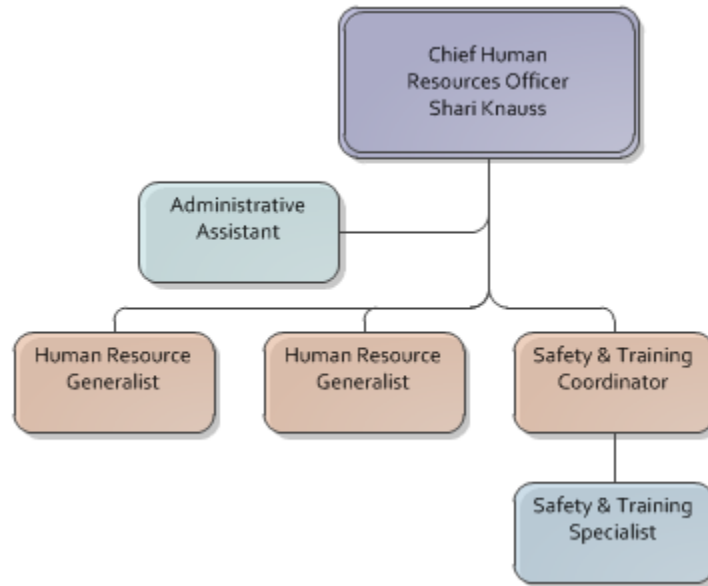 Chief Human
Resources Officer
Shari Knauss
Administrative
Assistant
Human Resource
Generalist
Human Resource
Generalist
Safety & Training
Coordinator
Safety & Training
Specialist